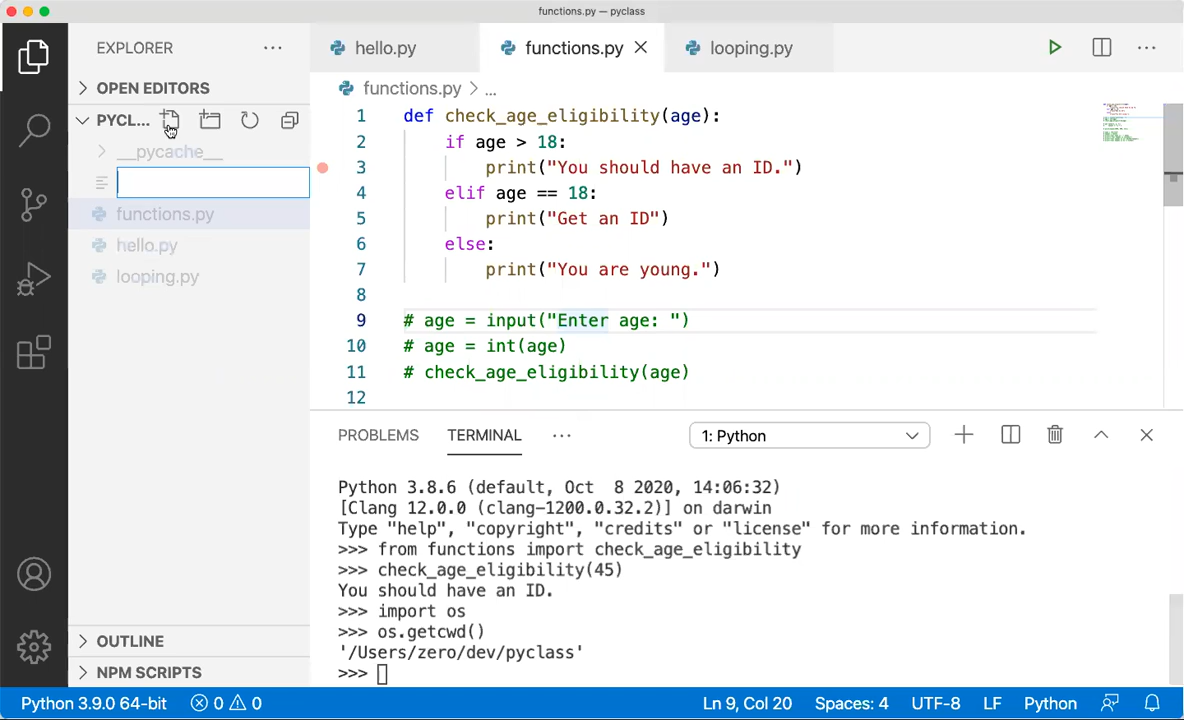 functions.py — pyclass
EXPLORER
hello.py
functions.py
looping.py
OPEN EDITORS
PYCL...
functions.py > ...
__pycache__
functions.py
hello.py
looping.py
1 def check_age_eligibility(age):
2 if age > 18:
3 print("You should have an ID.")
4 elif age == 18:
5 print("Get an ID")
6 else:
7 print("You are young.")
8
9 # age = input("Enter age: ")
10 # age = int(age)
11 # check_age_eligibility(age)
12
PROBLEMS TERMINAL ... 1: Python
Python 3.8.6 (default, Oct  8 2020, 14:06:32)
[Clang 12.0.0 (clang-1200.0.32.2)] on darwin
Type "help", "copyright", "credits" or "license" for more information.
>>> from functions import check_age_eligibility
>>> check_age_eligibility(45)
You should have an ID.
>>> import os
>>> os.getcwd()
'/Users/zero/dev/pyclass'
>>>
OUTLINE
NPM SCRIPTS
Python 3.9.0 64-bit 0 0 Ln 9, Col 20 Spaces: 4 UTF-8 LF Python